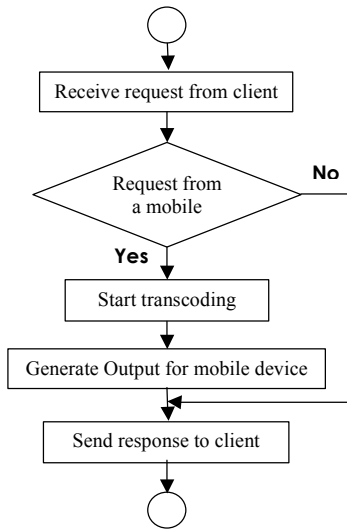 Receive request from client
Request from
a mobile
No
Yes
Start transcoding
Generate Output for mobile device
Send response to client